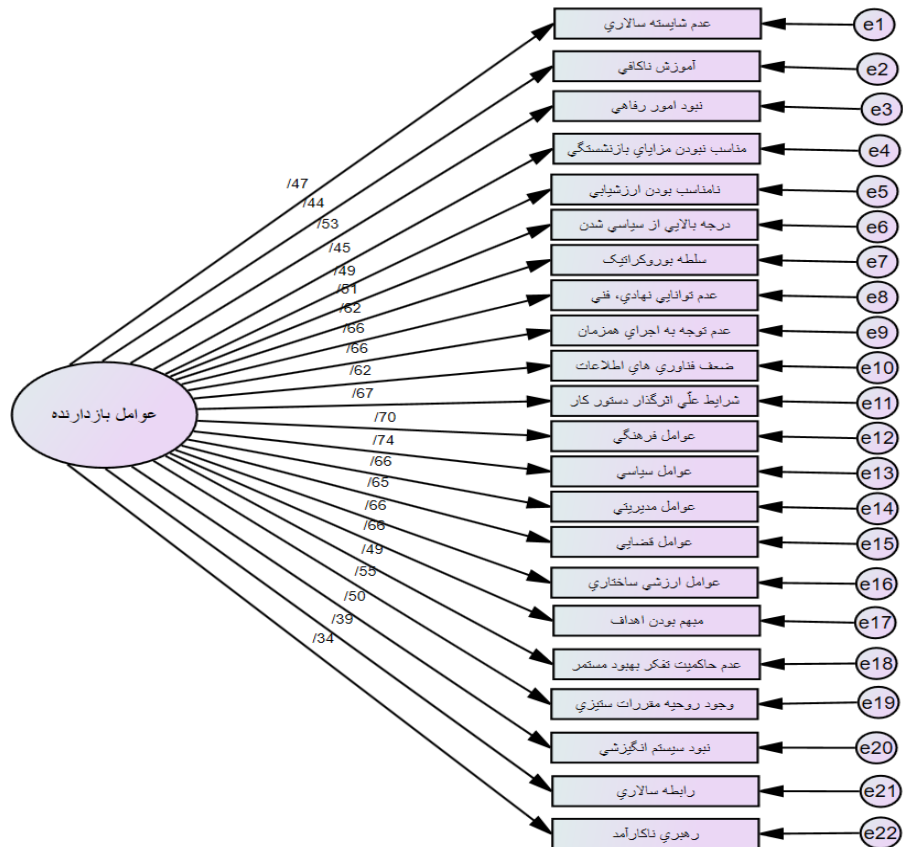 عدم شايسته سالاري
e1
آموزش ناكافي
e2
نبود امور رفاهي
e3
مناسب نبودن مزاياي بازنشستگي
e4
نامناسب بودن ارزشيابي
e5
درجه بالايي از سياسي شدن
e6
سلطه بوروكراتيک
e7
عدم توانايي نهادي، فني
e8
عدم توجه به اجراي همزمان
e9
ضعف فناوري هاي اطلاعات
e10
شرايط علّي اثرگذار دستور كار
e11
عوامل فرهنگي
e12
عوامل سياسي
e13
عوامل مديريتي
e14
عوامل قضايي
e15
عوامل ارزشي ساختاري
e16
مبهم بودن اهداف
e17
عدم حاكميت تفكر بهبود مستمر
e18
وجود روحيه مقررات ستيزي
e19
نبود سيستم انگيزشي
e20
رابطه سالاري
e21
رهبري ناكارآمد
e22
/47
/44
/53
/45
/49
/51
/62
/66
/66
/62
/67
/70
/74
/66
/65
/66
/66
/49
/55
/50
/39
/34
عوامل بازدارنده